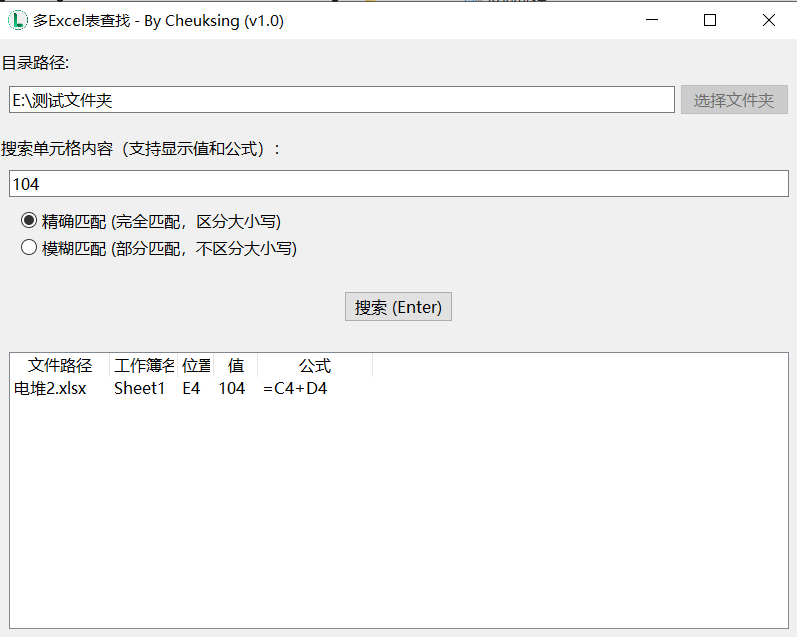 多Excel表查找 - By Cheuksing (v1.0)
目录路径:
E:\测试文件夹 选择文件夹
搜索单元格内容（支持显示值和公式）:
104
精确匹配 (完全匹配，区分大小写)
模糊匹配 (部分匹配，不区分大小写)
搜索 (Enter)
文件路径 工作簿名 位置 值 公式
电堆2.xlsx Sheet1 E4 104 =C4+D4